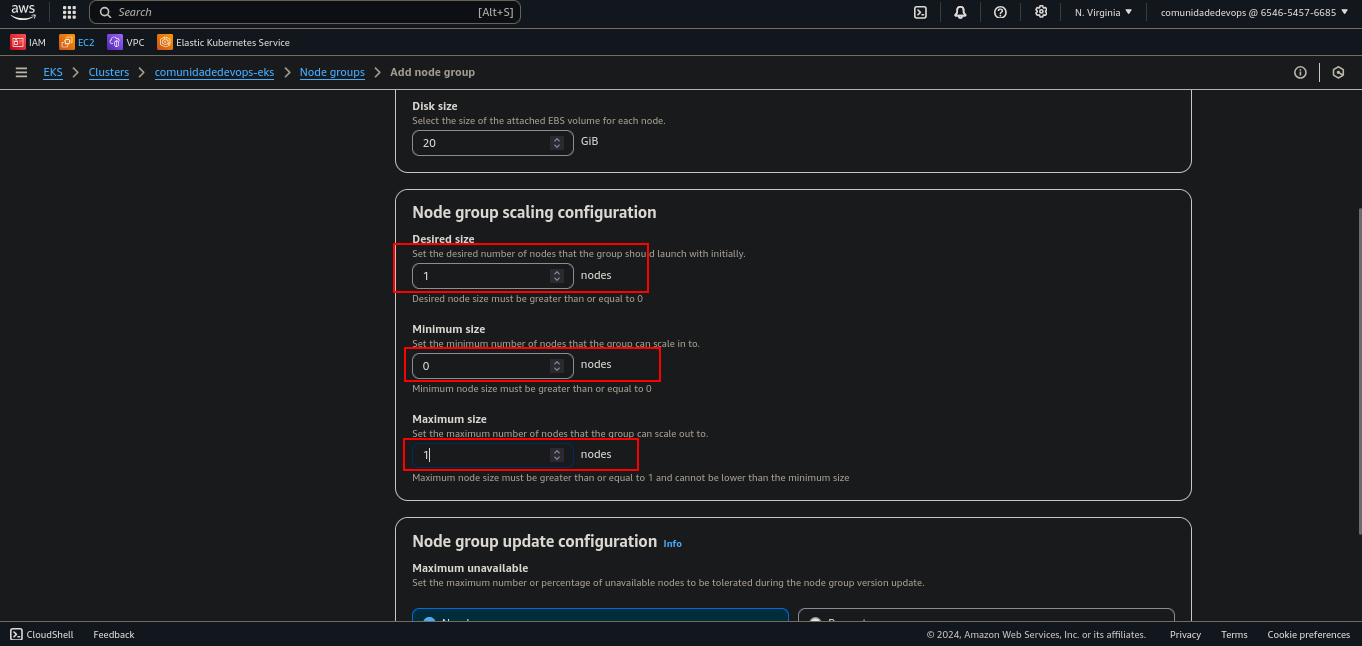 aws Search [Alt+S] N. Virginia comunidadedevops @ 6546-5457-6685
IAM EC2 VPC Elastic Kubernetes Service
EKS Clusters comunidadedevops-eks Node groups Add node group
Disk size
Select the size of the attached EBS volume for each node.
20 GiB
Node group scaling configuration
Desired size
Set the desired number of nodes that the group should launch with initially.
1 nodes
Desired node size must be greater than or equal to 0
Minimum size
Set the minimum number of nodes that the group can scale in to.
0 nodes
Minimum node size must be greater than or equal to 0
Maximum size
Set the maximum number of nodes that the group can scale out to.
1 nodes
Maximum node size must be greater than or equal to 1 and cannot be lower than the minimum size
Node group update configuration Info
Maximum unavailable
Set the maximum number or percentage of unavailable nodes to be tolerated during the node group version update.
CloudShell Feedback © 2024, Amazon Web Services, Inc. or its affiliates. Privacy Terms Cookie preferences